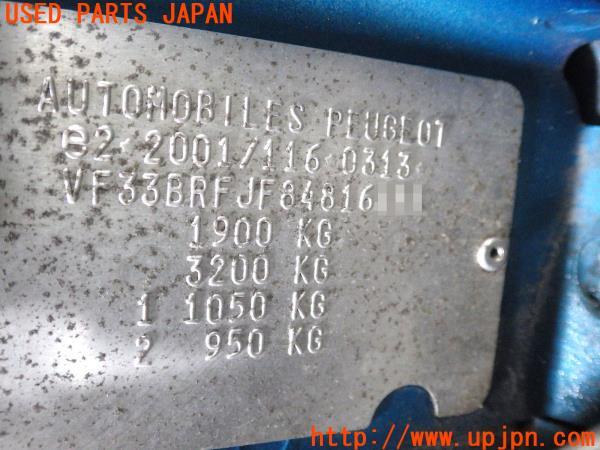 USED PARTS JAPAN
AUTOMOBILES PEUGEOT
e2*2001/116*0313*
VF33BRFJF84816
1900 KG
3200 KG
1 1050 KG
2 950 KG
UPJ - http://www.upjpn.com/